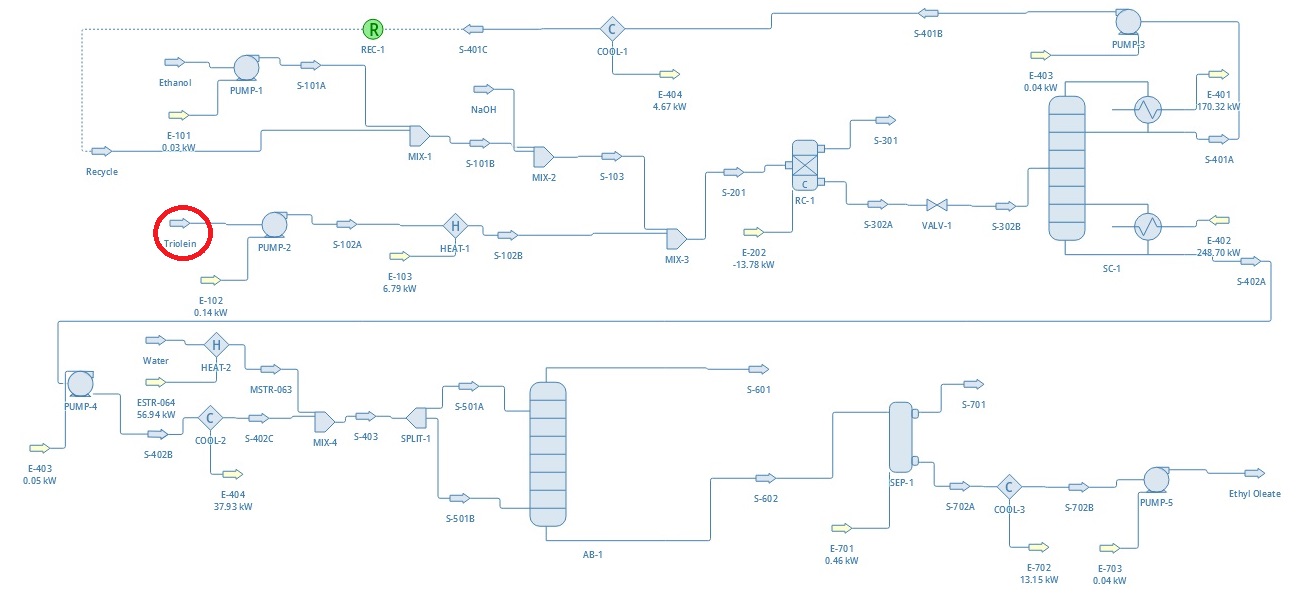 R
REC-1
S-401C
C
COOL-1
S-401B
PUMP-3
Ethanol
PUMP-1
S-101A
NaOH
E-404
4.67 kW
E-403
0.04 kW
E-401
170.32 kW
E-101
0.03 kW
Recycle
MIX-1
S-101B
MIX-2
S-103
S-301
S-401A
C
RC-1
S-201
S-302A
VALV-1
S-302B
Triolein
PUMP-2
S-102A
H
HEAT-1
S-102B
MIX-3
E-202
-13.78 kW
E-402
248.70 kW
SC-1
S-402A
E-103
6.79 kW
E-102
0.14 kW
Water
H
HEAT-2
PUMP-4
ESTR-064
56.94 kW
MSTR-063
C
COOL-2
S-402B
S-402C
MIX-4
S-403
SPLIT-1
S-501A
S-601
S-701
E-403
0.05 kW
E-404
37.93 kW
S-501B
AB-1
S-602
SEP-1
S-702A
C
COOL-3
S-702B
PUMP-5
Ethyl Oleate
E-701
0.46 kW
E-702
13.15 kW
E-703
0.04 kW